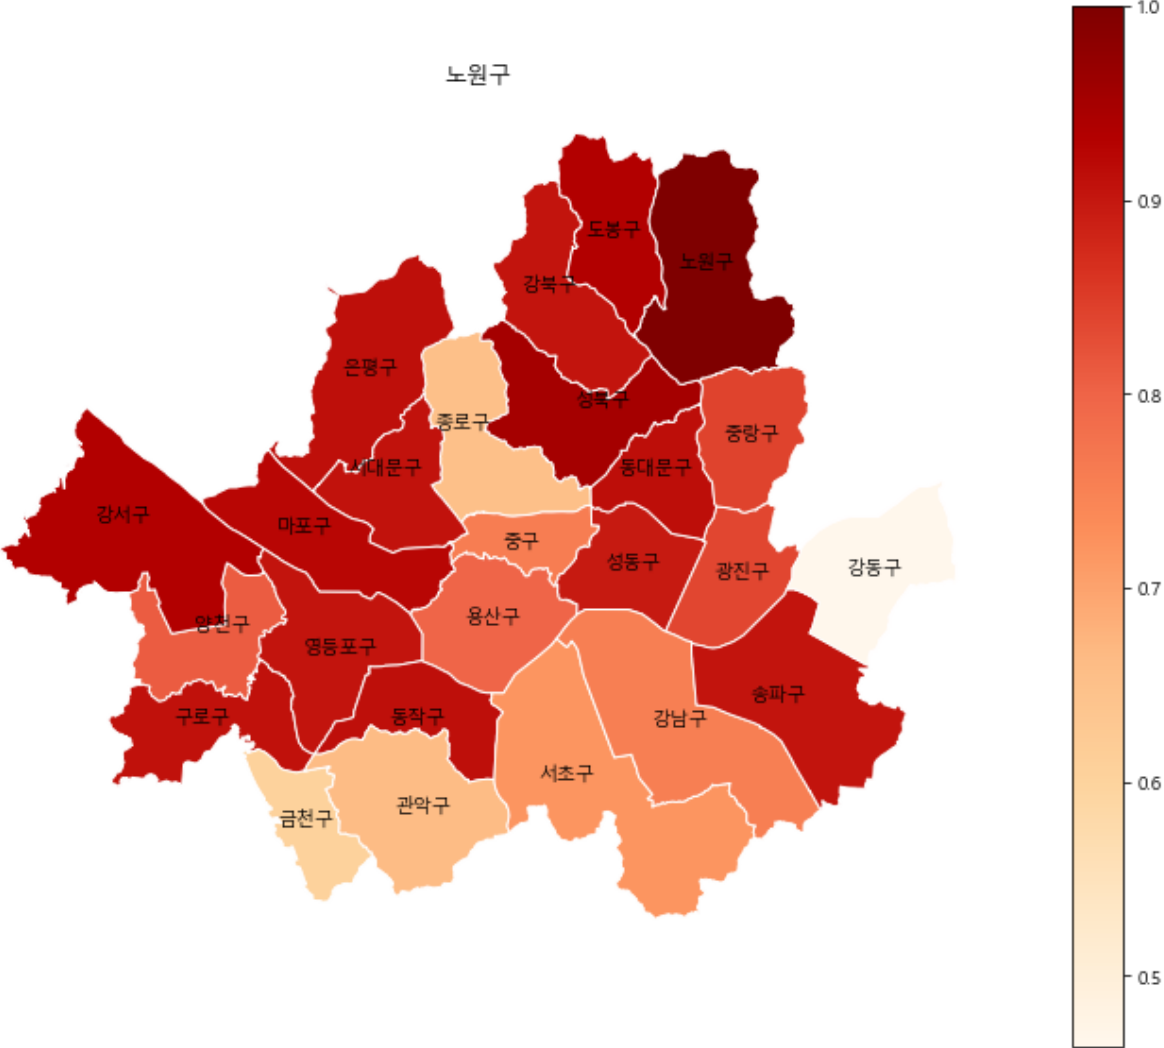 노원구
1.0
0.9
0.8
0.7
0.6
0.5
도봉구
노원구
강북구
은평구
성북구
종로구
중랑구
서대문구
동대문구
강서구
마포구
중구
성동구
광진구
강동구
양천구
용산구
영등포구
송파구
구로구
동작구
강남구
서초구
관악구
금천구